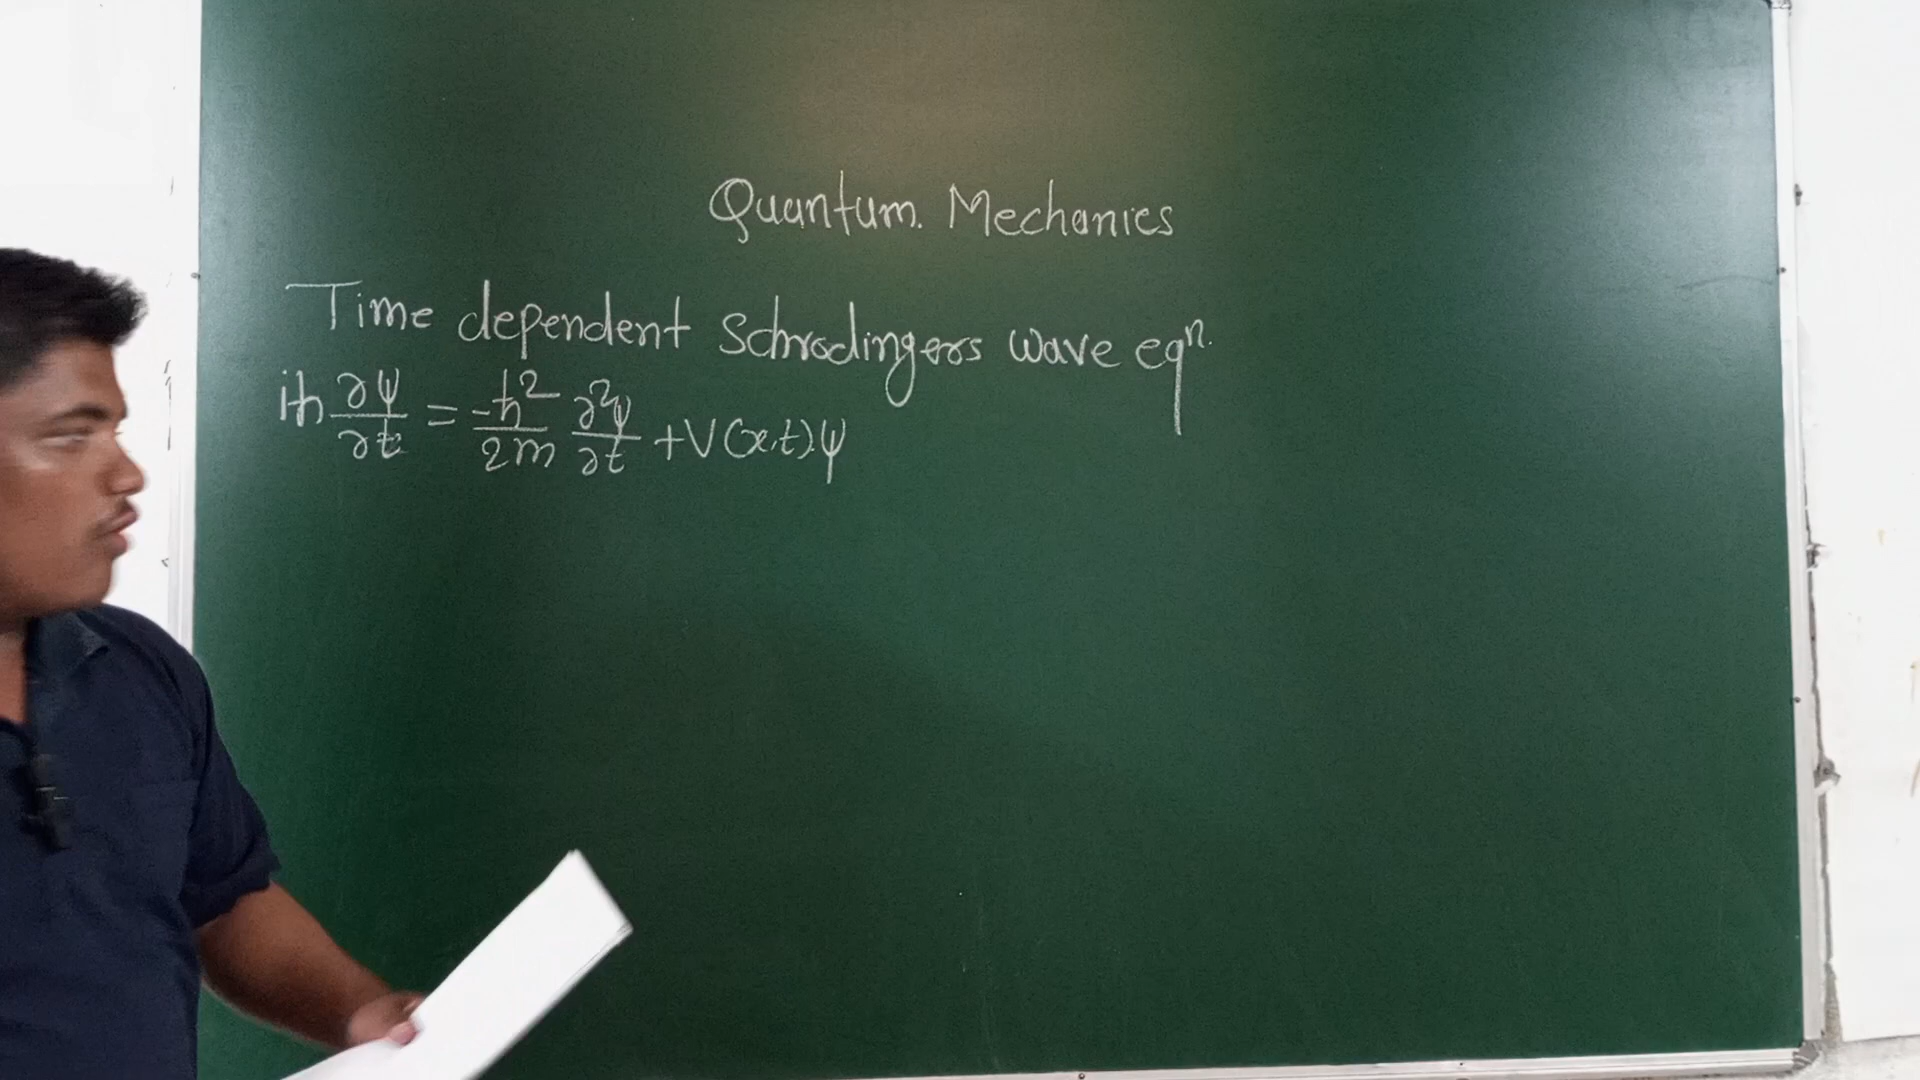 Quantum. Mechanics
Time dependent Schrodingers wave eqⁿ.
iħ ∂ψ/∂t = -ħ²/2m ∂²ψ/∂t + V(x,t).ψ